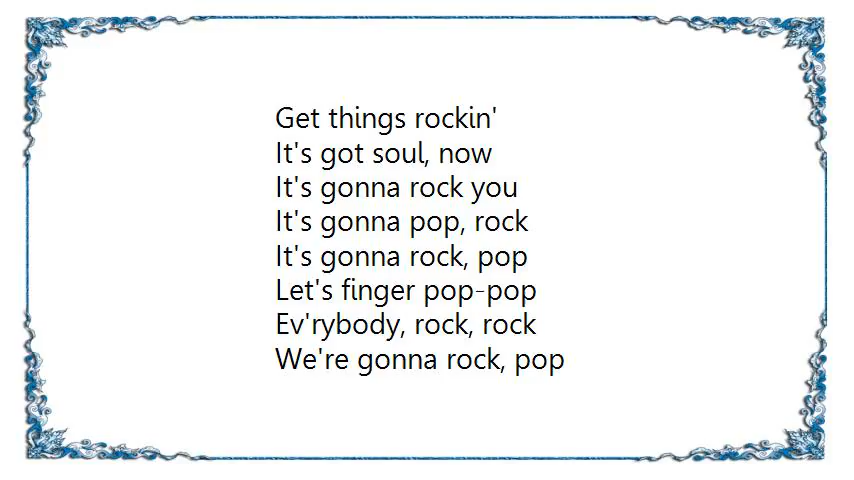 Get things rockin'
It's got soul, now
It's gonna rock you
It's gonna pop, rock
It's gonna rock, pop
Let's finger pop-pop
Ev'rybody, rock, rock
We're gonna rock, pop